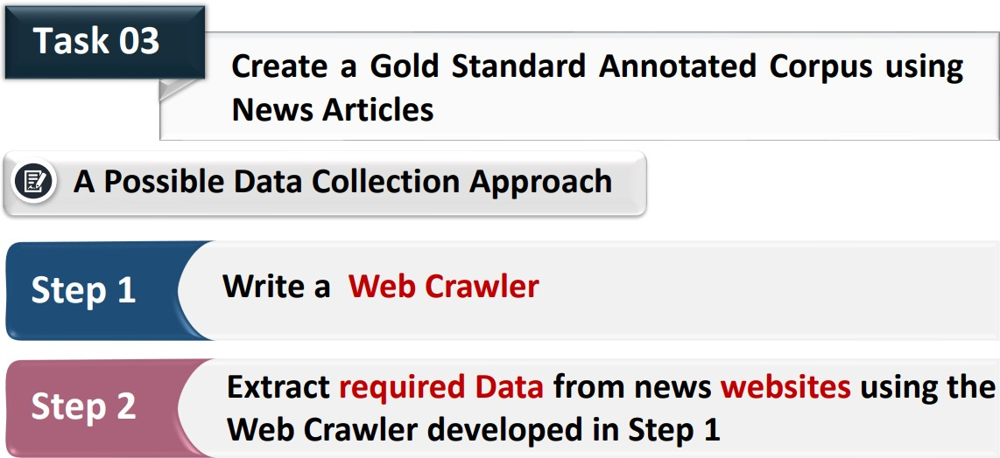 Task 03
Create a Gold Standard Annotated Corpus using
News Articles
A Possible Data Collection Approach
Step 1
Write a Web Crawler
Step 2
Extract required Data from news websites using the
Web Crawler developed in Step 1